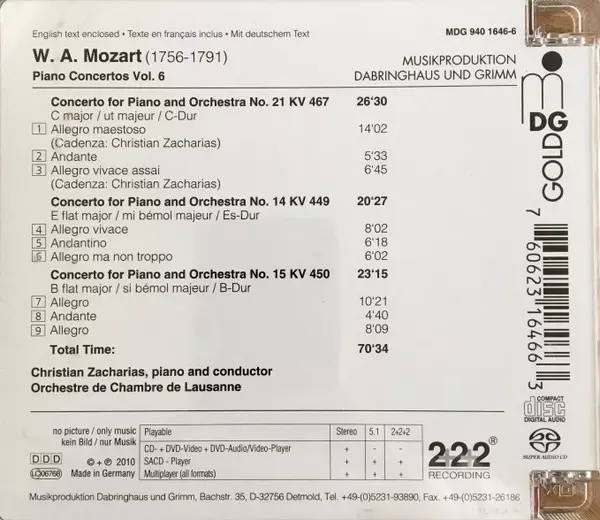 English text enclosed • Texte en français inclus • Mit deutschem Text
MDG 940 1646-6
W. A. Mozart (1756-1791)
Piano Concertos Vol. 6
MUSIKPRODUKTION
DABRINGHAUS UND GRIMM
DG
GOLD
Concerto for Piano and Orchestra No. 21 KV 467 26'30
C major / ut majeur / C-Dur
1 Allegro maestoso 14'02
(Cadenza: Christian Zacharias)
2 Andante 5'33
3 Allegro vivace assai 6'45
(Cadenza: Christian Zacharias)
Concerto for Piano and Orchestra No. 14 KV 449 20'27
E flat major / mi bémol majeur / Es-Dur
4 Allegro vivace 8'02
5 Andantino 6'18
6 Allegro ma non troppo 6'02
Concerto for Piano and Orchestra No. 15 KV 450 23'15
B flat major / si bémol majeur / B-Dur
7 Allegro 10'21
8 Andante 4'40
9 Allegro 8'09
Total Time: 70'34
Christian Zacharias, piano and conductor
Orchestre de Chambre de Lausanne
7 60623 16466 3
COMPACT
disc
DIGITAL AUDIO
SUPER AUDIO CD
no picture / only music
kein Bild / nur Musik
DDD
© + ℗ 2010
LC06768
Made in Germany
Playable Stereo 5.1 2+2+2
CD- + DVD-Video + DVD-Audio/Video-Player + - -
SACD - Player + + +
Multiplayer (all formats) + + +
2+2+2®
RECORDING
Musikproduktion Dabringhaus und Grimm, Bachstr. 35, D-32756 Detmold, Tel. +49-(0)5231-93890, Fax. +49-(0)5231-26186